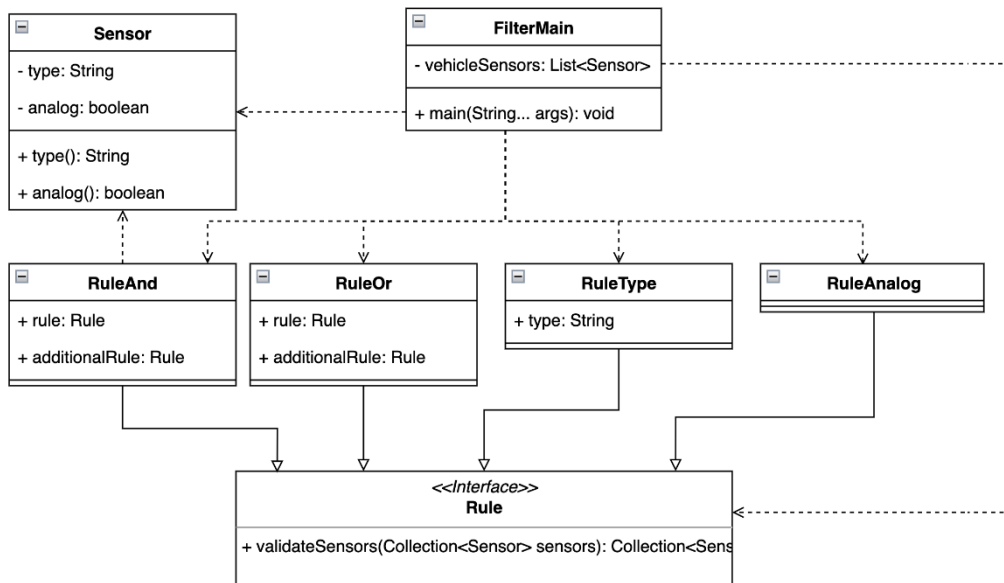 Sensor
- type: String
- analog: boolean
+ type(): String
+ analog(): boolean
FilterMain
- vehicleSensors: List<Sensor>
+ main(String... args): void
RuleAnd
+ rule: Rule
+ additionalRule: Rule
RuleOr
+ rule: Rule
+ additionalRule: Rule
RuleType
+ type: String
RuleAnalog
<<Interface>>
Rule
+ validateSensors(Collection<Sensor> sensors): Collection<Sens